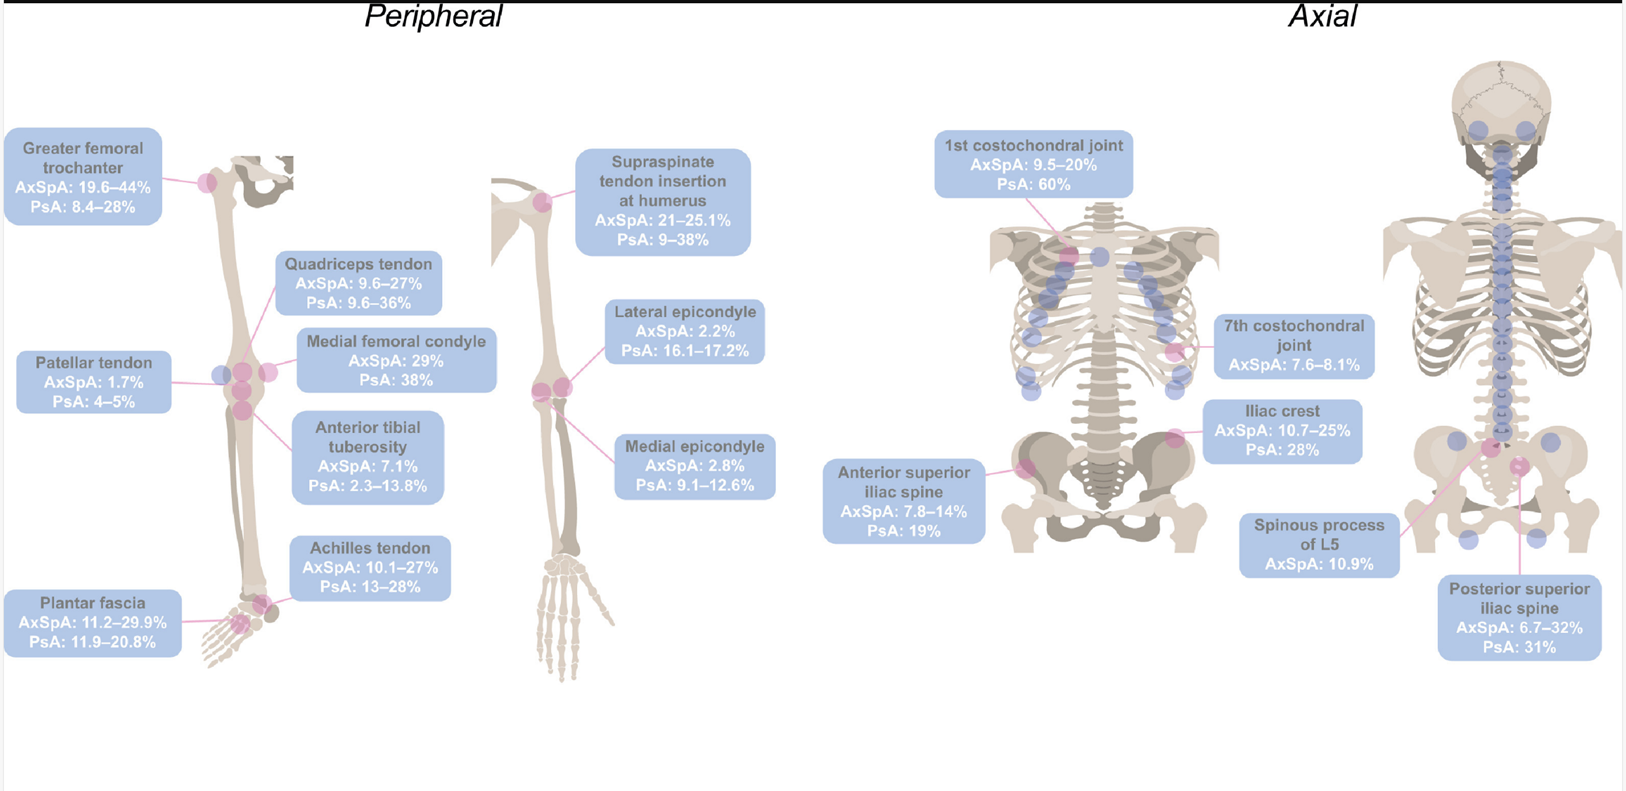 Peripheral
Axial
Greater femoral
trochanter
AxSpA: 19.6–44%
PsA: 8.4–28%
Quadriceps tendon
AxSpA: 9.6–27%
PsA: 9.6–36%
Medial femoral condyle
AxSpA: 29%
PsA: 38%
Patellar tendon
AxSpA: 1.7%
PsA: 4–5%
Anterior tibial
tuberosity
AxSpA: 7.1%
PsA: 2.3–13.8%
Achilles tendon
AxSpA: 10.1–27%
PsA: 13–28%
Plantar fascia
AxSpA: 11.2–29.9%
PsA: 11.9–20.8%
Supraspinate
tendon insertion
at humerus
AxSpA: 21–25.1%
PsA: 9–38%
Lateral epicondyle
AxSpA: 2.2%
PsA: 16.1–17.2%
Medial epicondyle
AxSpA: 2.8%
PsA: 9.1–12.6%
1st costochondral joint
AxSpA: 9.5–20%
PsA: 60%
7th costochondral
joint
AxSpA: 7.6–8.1%
Iliac crest
AxSpA: 10.7–25%
PsA: 28%
Anterior superior
iliac spine
AxSpA: 7.8–14%
PsA: 19%
Spinous process
of L5
AxSpA: 10.9%
Posterior superior
iliac spine
AxSpA: 6.7–32%
PsA: 31%